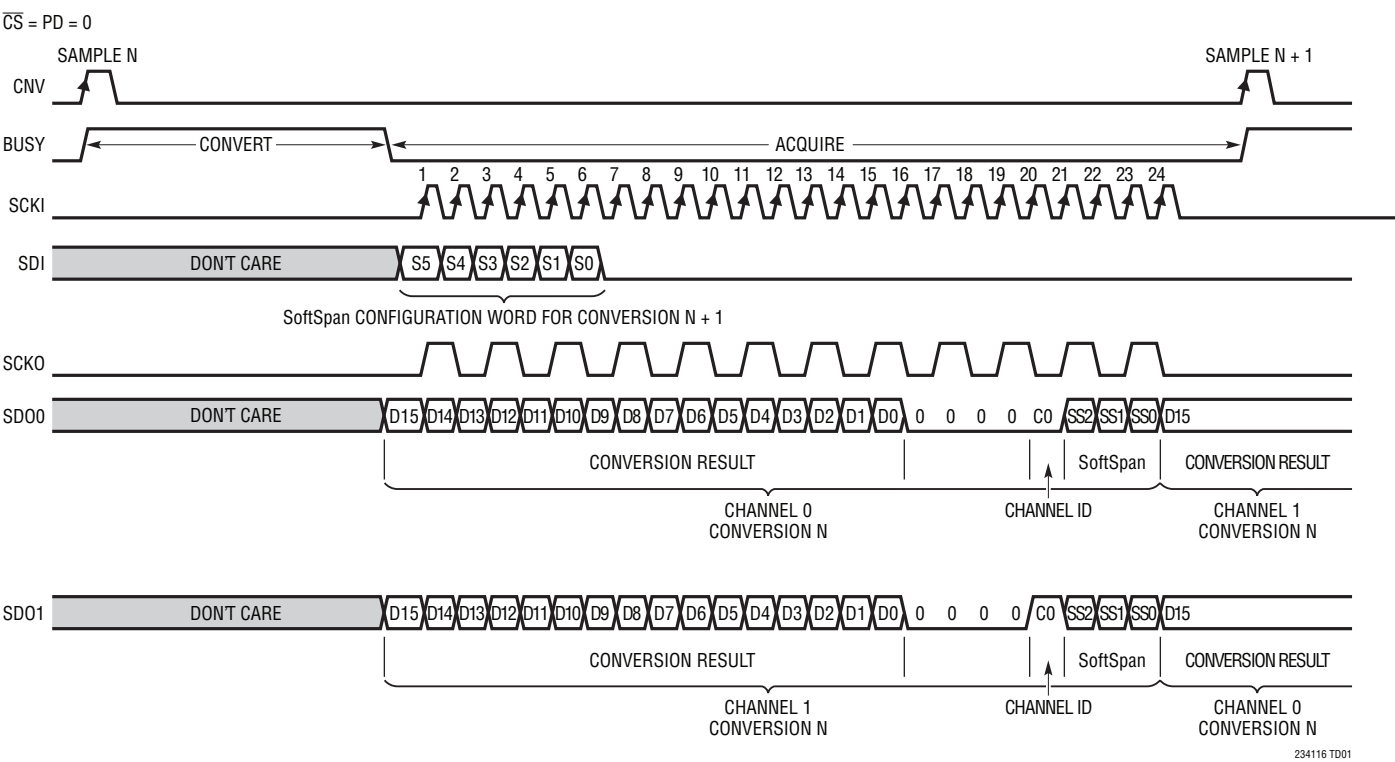 CS = PD = 0
SAMPLE N
SAMPLE N + 1
CNV
BUSY
CONVERT
ACQUIRE
1 2 3 4 5 6 7 8 9 10 11 12 13 14 15 16 17 18 19 20 21 22 23 24
SCKI
SDI
DON'T CARE
S5 S4 S3 S2 S1 S0
SoftSpan CONFIGURATION WORD FOR CONVERSION N + 1
SCKO
SDO0
DON'T CARE
D15 D14 D13 D12 D11 D10 D9 D8 D7 D6 D5 D4 D3 D2 D1 D0 0 0 0 0 C0 SS2 SS1 SS0 D15
CONVERSION RESULT
SoftSpan
CONVERSION RESULT
CHANNEL 0
CONVERSION N
CHANNEL ID
CHANNEL 1
CONVERSION N
SDO1
DON'T CARE
D15 D14 D13 D12 D11 D10 D9 D8 D7 D6 D5 D4 D3 D2 D1 D0 0 0 0 0 C0 SS2 SS1 SS0 D15
CONVERSION RESULT
SoftSpan
CONVERSION RESULT
CHANNEL 1
CONVERSION N
CHANNEL ID
CHANNEL 0
CONVERSION N
234116 TD01